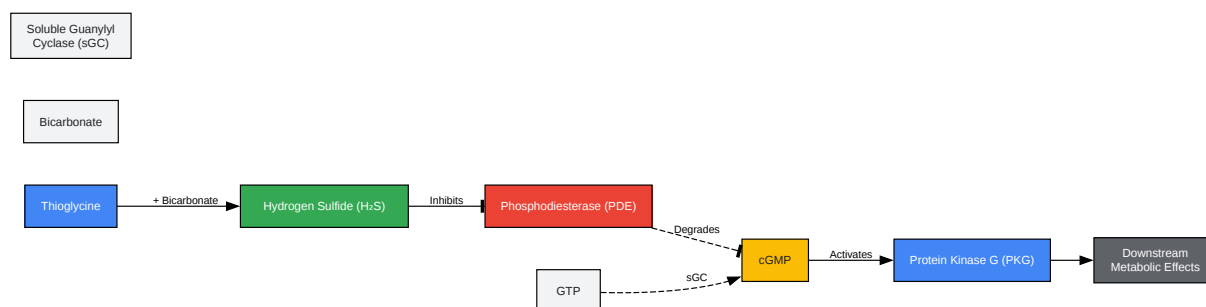 Soluble Guanylyl
Cyclase (sGC)
Bicarbonate
Thioglycine
+ Bicarbonate
Hydrogen Sulfide (H₂S)
Inhibits
Phosphodiesterase (PDE)
Degrades
GTP
sGC
cGMP
Activates
Protein Kinase G (PKG)
Downstream
Metabolic Effects